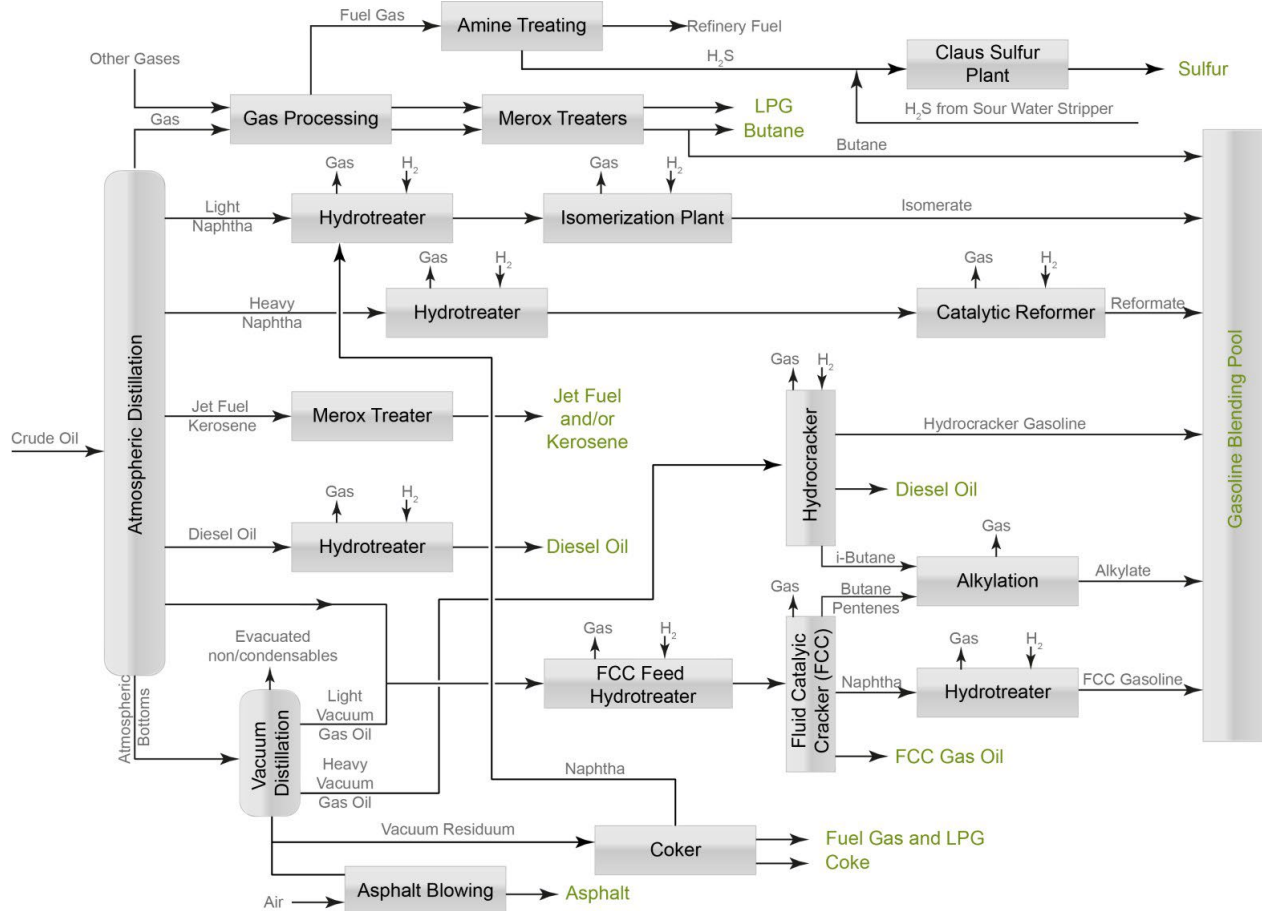 Fuel Gas
Amine Treating
Refinery Fuel
H₂S
Claus Sulfur
Plant
Sulfur
Other Gases
Gas
Gas Processing
Merox Treaters
LPG
Butane
H₂S from Sour Water Stripper
Butane
Gas
H₂
Light
Naphtha
Hydrotreater
Gas
H₂
Isomerization Plant
Isomerate
Gas
H₂
Heavy
Naphtha
Hydrotreater
Gas
H₂
Catalytic Reformer
Reformate
Gasoline Blending Pool
Crude Oil
Atmospheric Distillation
Jet Fuel
Kerosene
Merox Treater
Jet Fuel
and/or
Kerosene
Gas
H₂
Hydrocracker
Hydrocracker Gasoline
Diesel Oil
i-Butane
Gas
H₂
Diesel Oil
Hydrotreater
Diesel Oil
Gas
Alkylation
Alkylate
Butane
Pentenes
Gas
Fluid Catalyic
Cracker (FCC)
Evacuated
non/condensables
Gas
H₂
FCC Feed
Hydrotreater
Naphtha
Gas
H₂
Hydrotreater
FCC Gasoline
FCC Gas Oil
Atmospheric
Bottoms
Vacuum
Distillation
Light
Vacuum
Gas Oil
Heavy
Vacuum
Gas Oil
Naphtha
Vacuum Residuum
Coker
Fuel Gas and LPG
Coke
Air
Asphalt Blowing
Asphalt